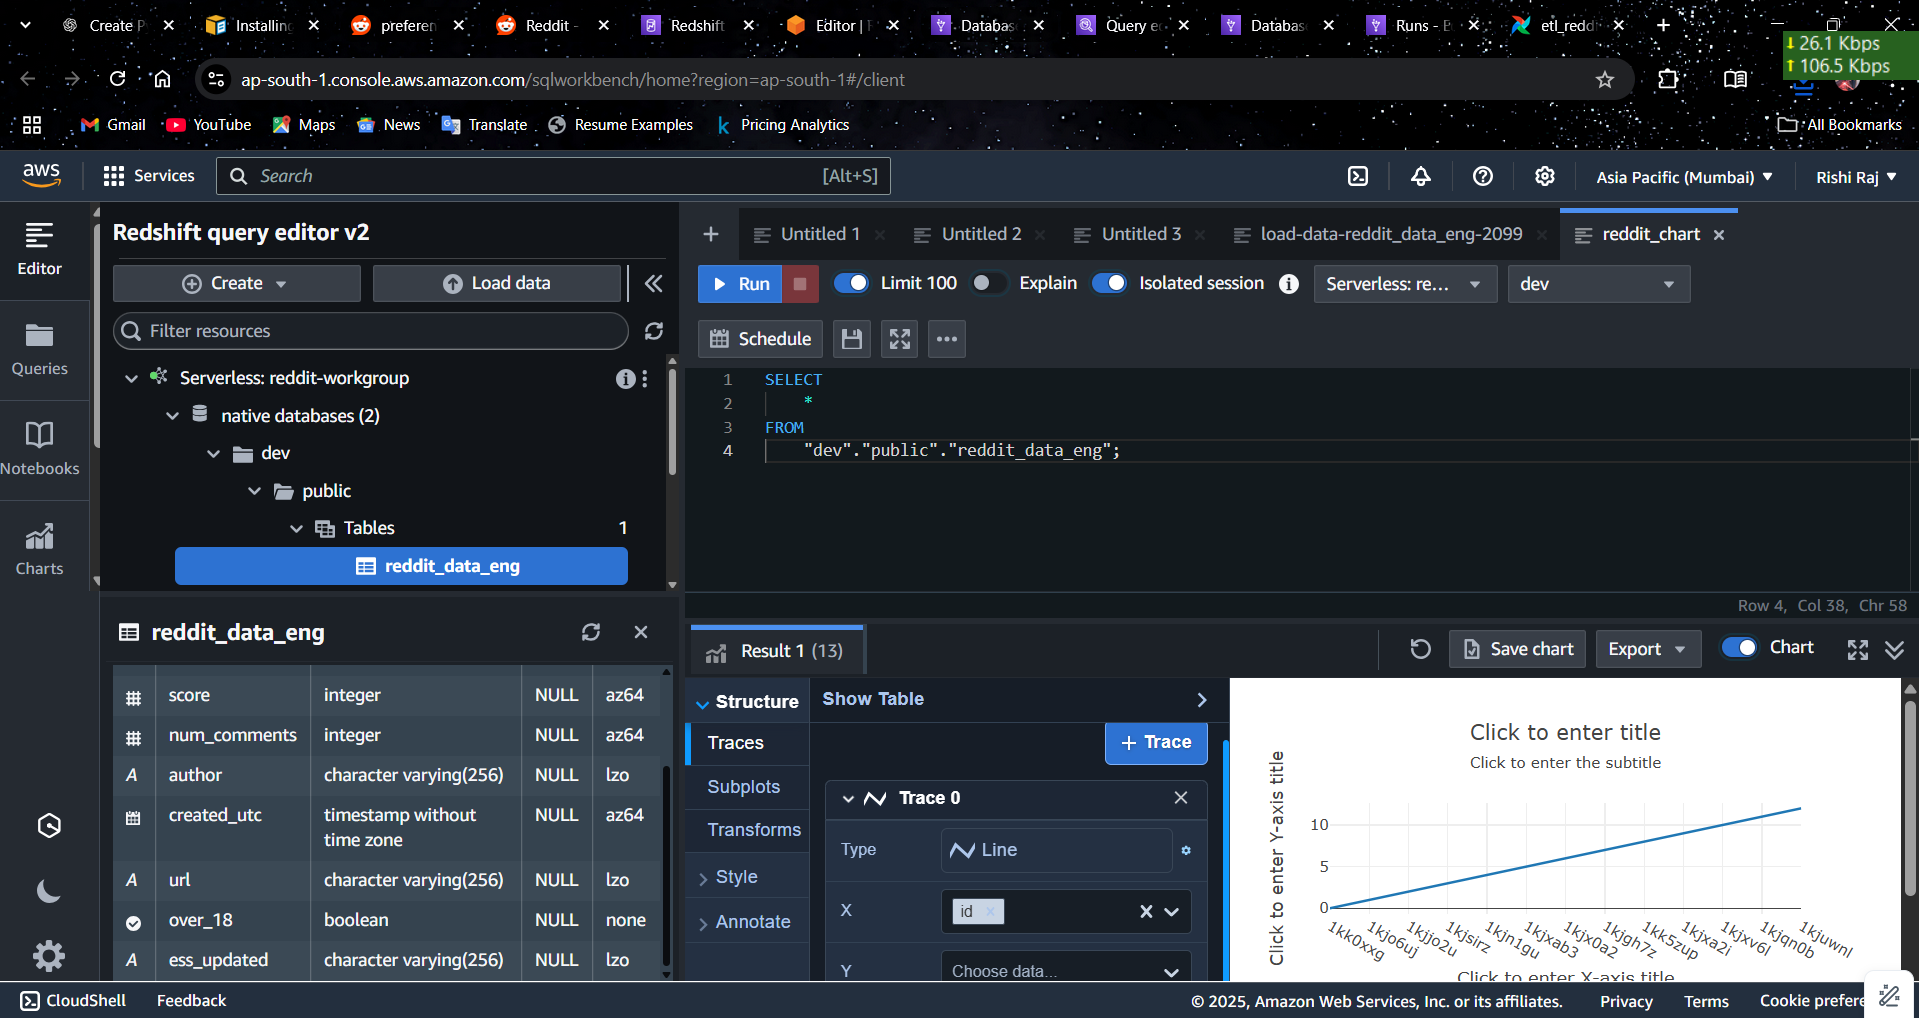 Create P
Installing
preferen
Reddit -
Redshift
Editor | F
Databas
Query e
Databas
Runs - E
etl_redd
26.1 Kbps
106.5 Kbps
ap-south-1.console.aws.amazon.com/sqlworkbench/home?region=ap-south-1#/client
Gmail
YouTube
Maps
News
Translate
Resume Examples
Pricing Analytics
All Bookmarks
aws
Services
Search
[Alt+S]
Asia Pacific (Mumbai)
Rishi Raj
Editor
Queries
Notebooks
Charts
Redshift query editor v2
Create
Load data
Filter resources
Serverless: reddit-workgroup
native databases (2)
dev
public
Tables 1
reddit_data_eng
Untitled 1
Untitled 2
Untitled 3
load-data-reddit_data_eng-2099
reddit_chart
Run
Limit 100
Explain
Isolated session
Serverless: re...
dev
Schedule
1 SELECT
2 *
3 FROM
4 "dev"."public"."reddit_data_eng";
Row 4, Col 38, Chr 58
reddit_data_eng
score integer NULL az64
num_comments integer NULL az64
A author character varying(256) NULL lzo
created_utc timestamp without time zone NULL az64
A url character varying(256) NULL lzo
over_18 boolean NULL none
A ess_updated character varying(256) NULL lzo
Result 1 (13)
Save chart
Export
Chart
Structure
Traces
Subplots
Transforms
Style
Annotate
Show Table
+ Trace
Trace 0
Type Line
X id
Y Choose data...
Click to enter title
Click to enter the subtitle
Click to enter Y-axis title
10
5
0
1kk0xxg
1kjo6uj
1kjjo2u
1kjsirz
1kjn1gu
1kjxab3
1kjx0a2
1kjgh7z
1kk5zup
1kjxa2i
1kjxv6l
1kjqn0b
1kjuwnl
Click to enter X-axis title
CloudShell
Feedback
© 2025, Amazon Web Services, Inc. or its affiliates.
Privacy
Terms
Cookie prefere